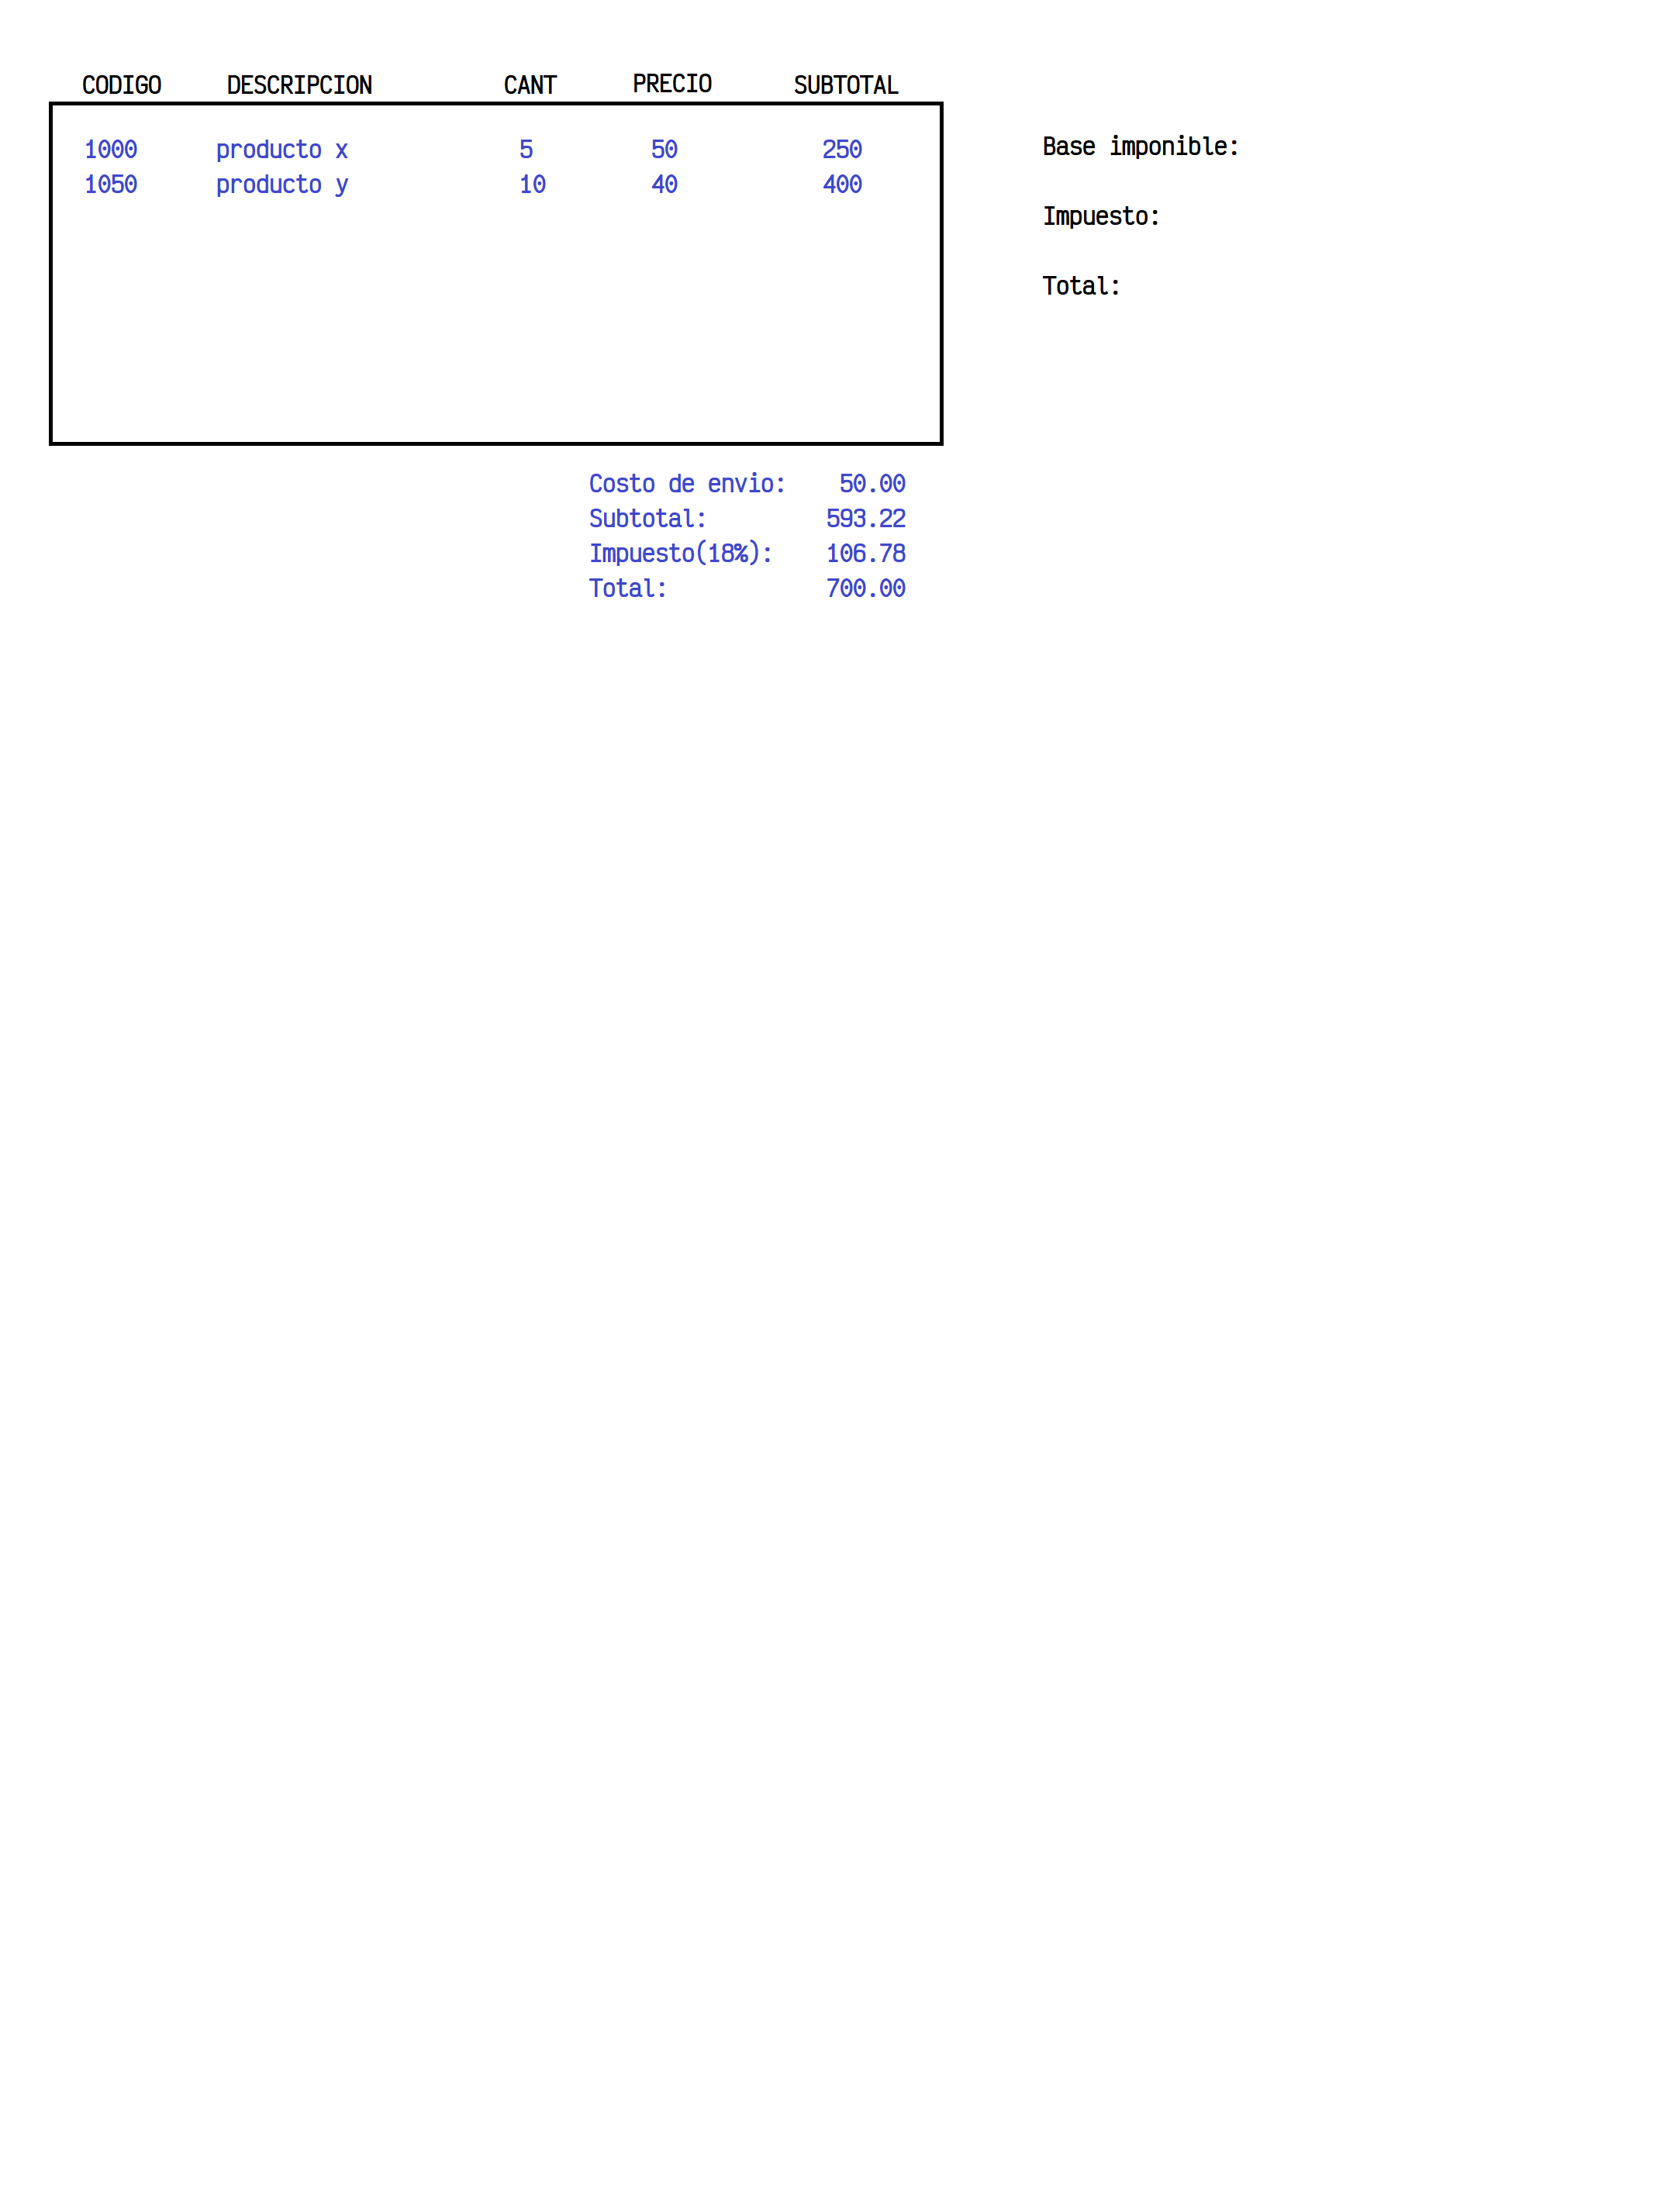 CODIGO DESCRIPCION CANT PRECIO SUBTOTAL
1000 producto x 5 50 250
1050 producto y 10 40 400
Costo de envio: 50.00
Subtotal: 593.22
Impuesto(18%): 106.78
Total: 700.00
Base imponible:
Impuesto:
Total: